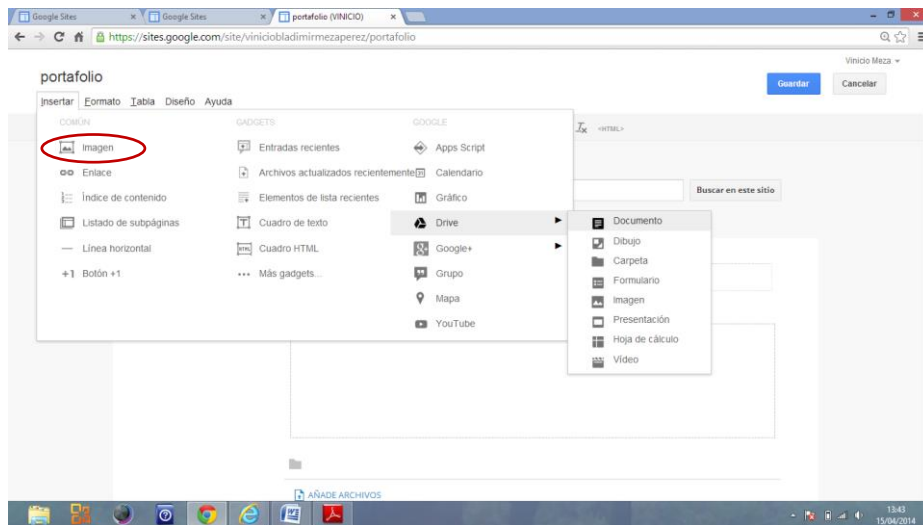 Google Sites
Google Sites
portafolio (VINICIO)
https://sites.google.com/site/viniciobladimirmezaperez/portafolio
Vinicio Meza
portafolio
Guardar
Cancelar
Insertar Formato Tabla Diseño Ayuda
COMÚN
Imagen
Enlace
Índice de contenido
Listado de subpáginas
Línea horizontal
+1 Botón +1
GADGETS
Entradas recientes
Archivos actualizados recientemente
Elementos de lista recientes
Cuadro de texto
HTML Cuadro HTML
Más gadgets...
GOOGLE
Apps Script
31 Calendario
Gráfico
Drive
Google+
Grupo
Mapa
YouTube
Documento
Dibujo
Carpeta
Formulario
Imagen
Presentación
Hoja de cálculo
Vídeo
<HTML>
Buscar en este sitio
AÑADE ARCHIVOS
13:43
15/04/2014